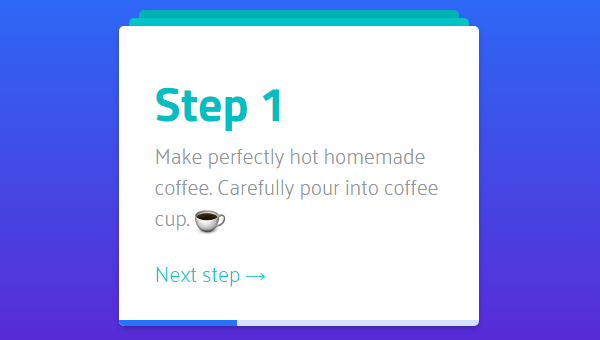 Step 1
Make perfectly hot homemade
coffee. Carefully pour into coffee
cup. ☕
Next step →